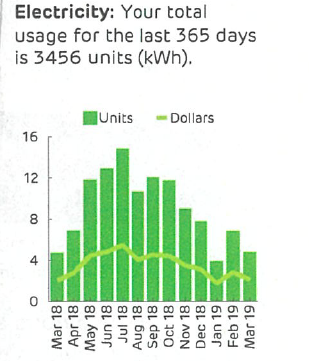 Electricity: Your total
usage for the last 365 days
is 3456 units (kWh).
Units Dollars
16
12
8
4
0
Mar 18
Apr 18
May 18
Jun 18
Jul 18
Aug 18
Sep 18
Oct 18
Nov 18
Dec 18
Jan 19
Feb 19
Mar 19